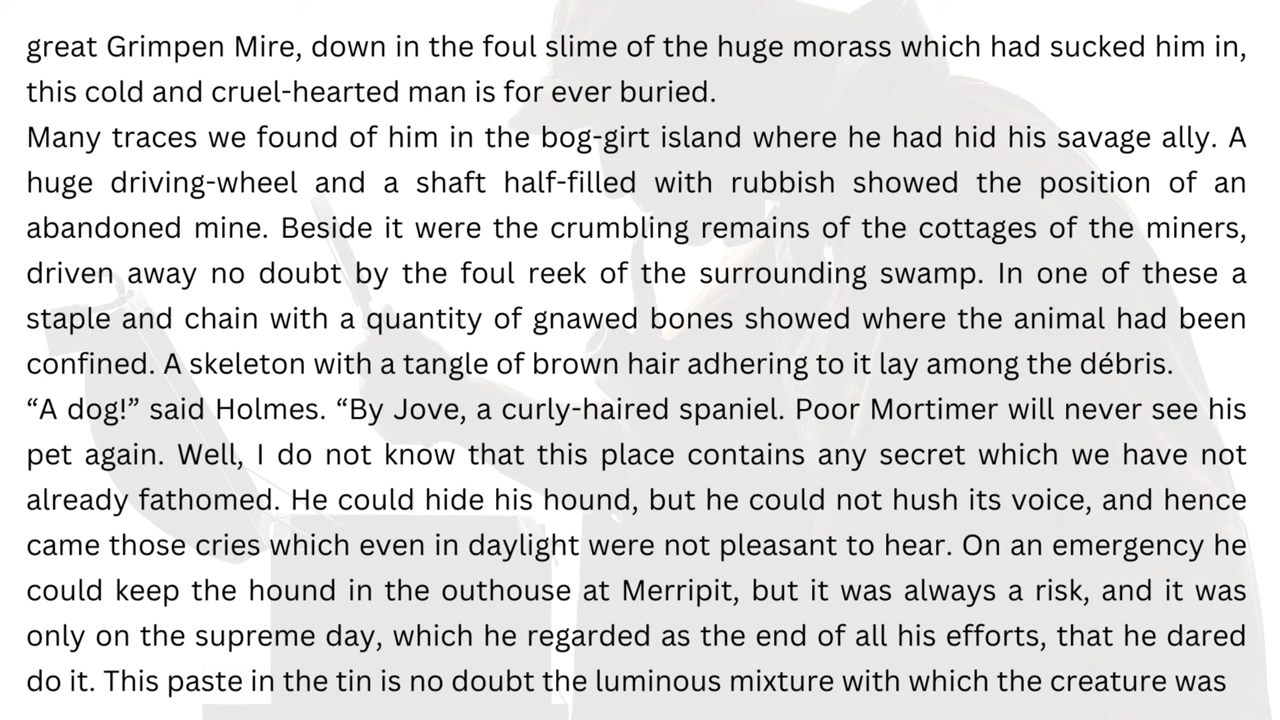 great Grimpen Mire, down in the foul slime of the huge morass which had sucked him in,
this cold and cruel-hearted man is for ever buried.
Many traces we found of him in the bog-girt island where he had hid his savage ally. A
huge driving-wheel and a shaft half-filled with rubbish showed the position of an
abandoned mine. Beside it were the crumbling remains of the cottages of the miners,
driven away no doubt by the foul reek of the surrounding swamp. In one of these a
staple and chain with a quantity of gnawed bones showed where the animal had been
confined. A skeleton with a tangle of brown hair adhering to it lay among the débris.
“A dog!” said Holmes. “By Jove, a curly-haired spaniel. Poor Mortimer will never see his
pet again. Well, I do not know that this place contains any secret which we have not
already fathomed. He could hide his hound, but he could not hush its voice, and hence
came those cries which even in daylight were not pleasant to hear. On an emergency he
could keep the hound in the outhouse at Merripit, but it was always a risk, and it was
only on the supreme day, which he regarded as the end of all his efforts, that he dared
do it. This paste in the tin is no doubt the luminous mixture with which the creature was